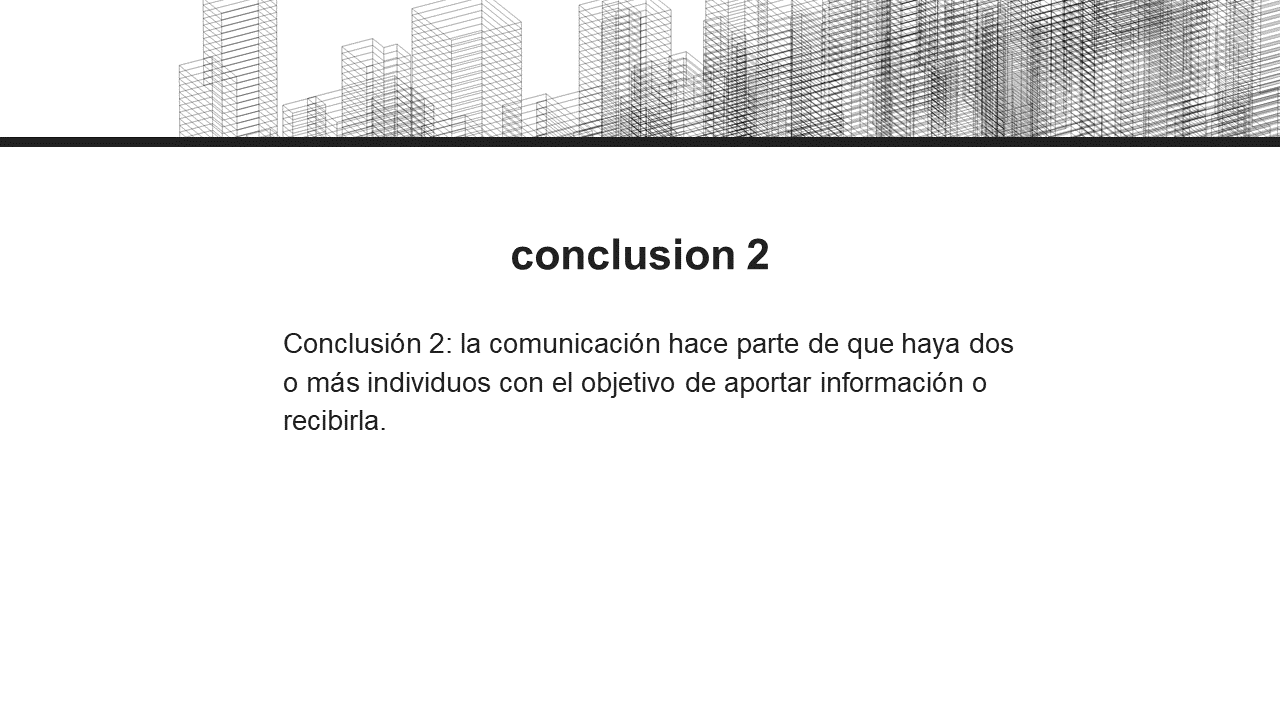 conclusion 2
Conclusión 2: la comunicación hace parte de que haya dos
o más individuos con el objetivo de aportar información o
recibirla.